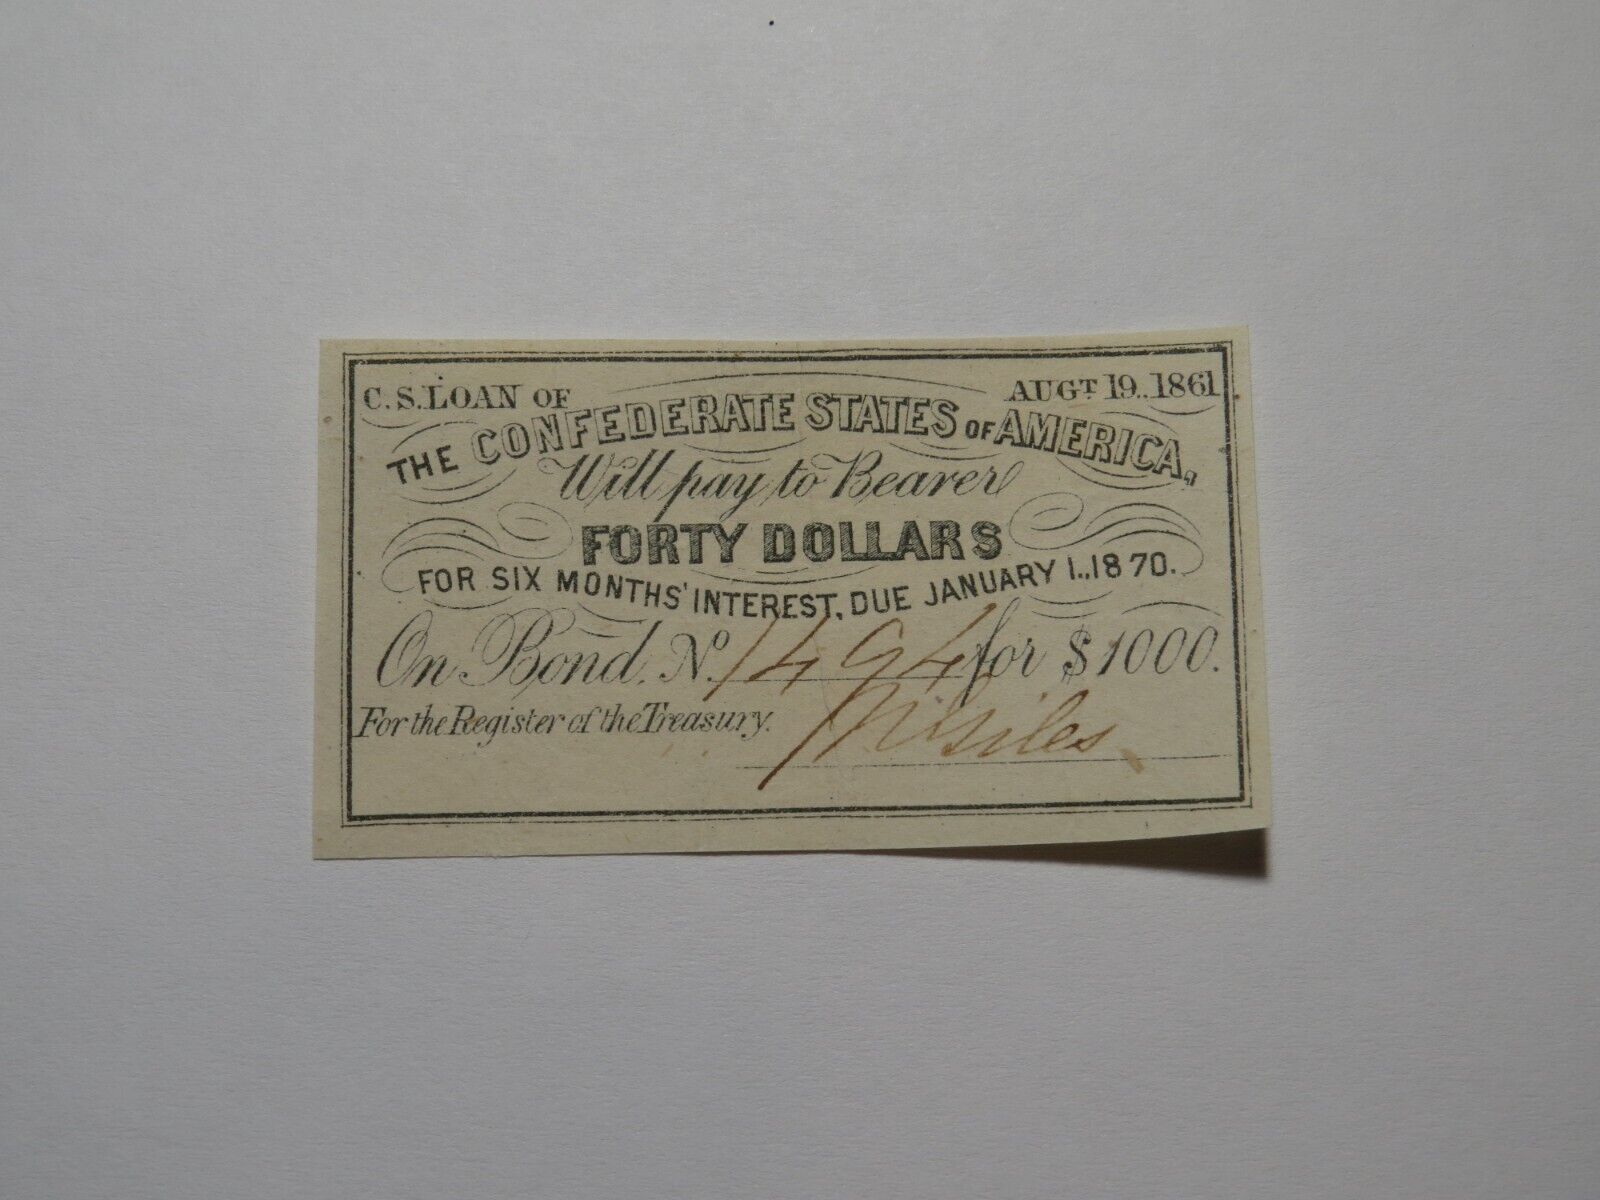 C.S. LOAN OF AUGT 19., 1861
THE CONFEDERATE STATES OF AMERICA,
Will pay to Bearer
FORTY DOLLARS
FOR SIX MONTHS' INTEREST, DUE JANUARY 1., 1870.
On Bond. No. 1494 for $1000.
For the Register of the Treasury. Giles